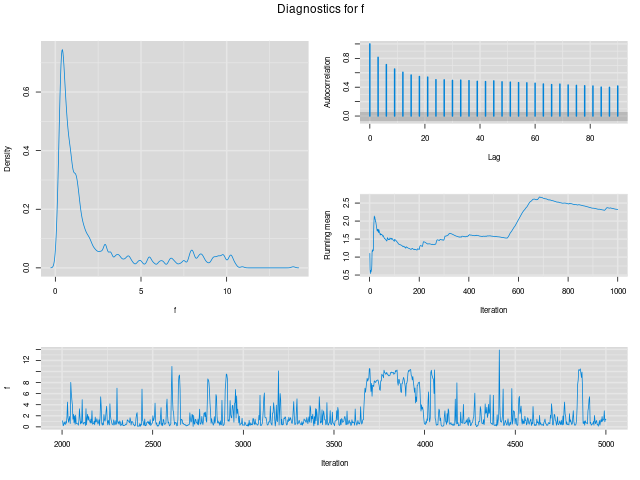 Diagnostics for f
Density
0.0 0.2 0.4 0.6
0 5 10
f
Autocorrelation
0.0 0.4 0.8
0 20 40 60 80
Lag
Running mean
0.5 1.0 1.5 2.0 2.5
0 200 400 600 800 1000
Iteration
f
0 2 4 6 8 12
2000 2500 3000 3500 4000 4500 5000
Iteration